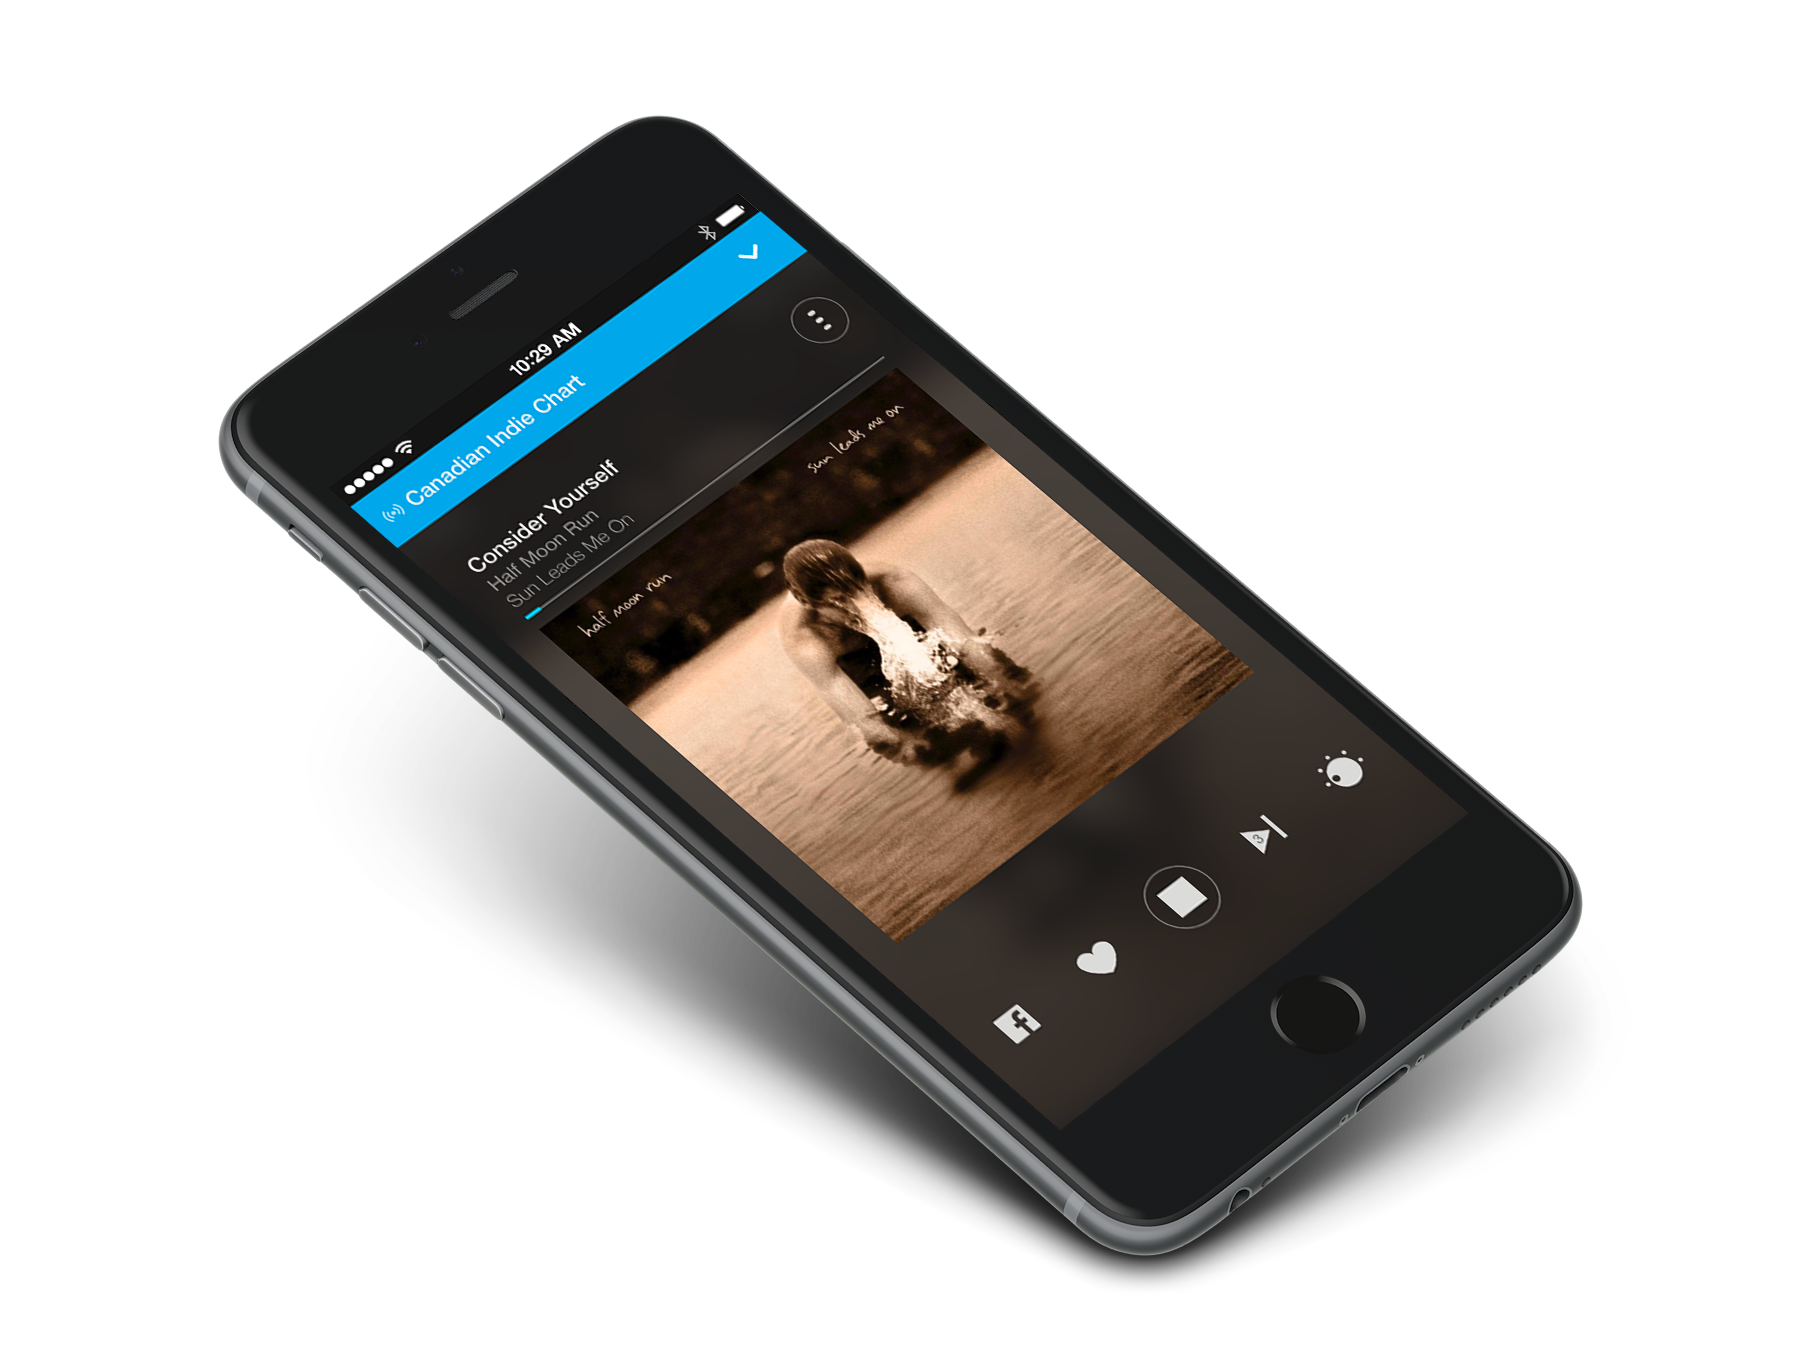 10:29 AM
Canadian Indie Chart
Consider Yourself
Half Moon Run
Sun Leads Me On
half moon run
sun leads me on
3
f